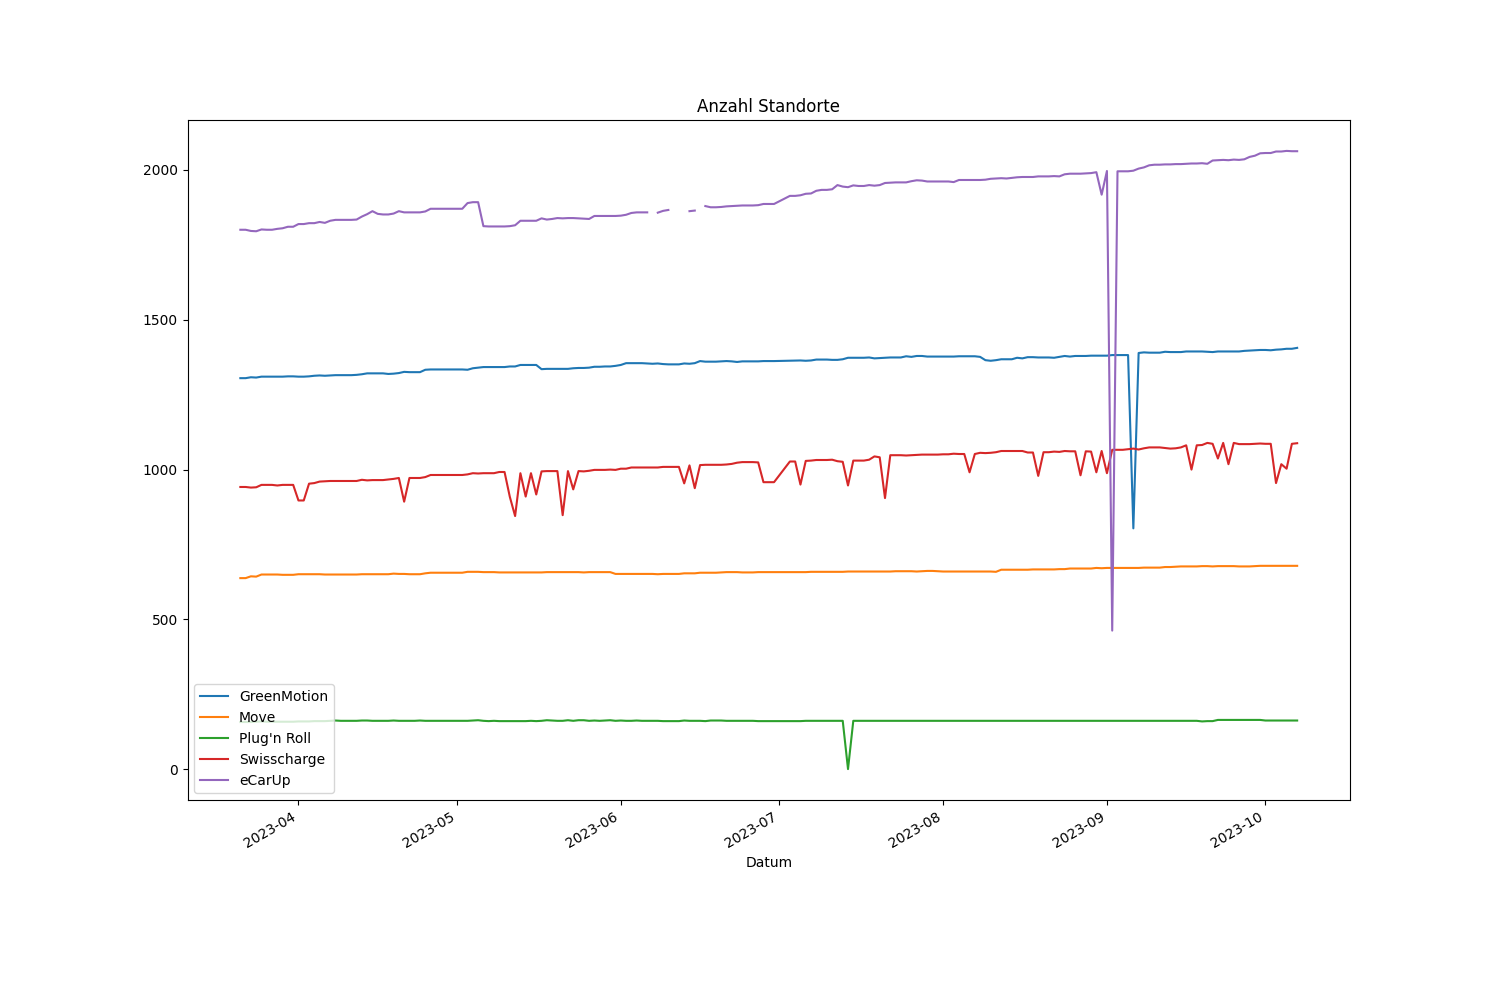 Anzahl Standorte
2000
1500
1000
500
0
GreenMotion
Move
Plug'n Roll
Swisscharge
eCarUp
2023-04
2023-05
2023-06
2023-07
2023-08
2023-09
2023-10
Datum